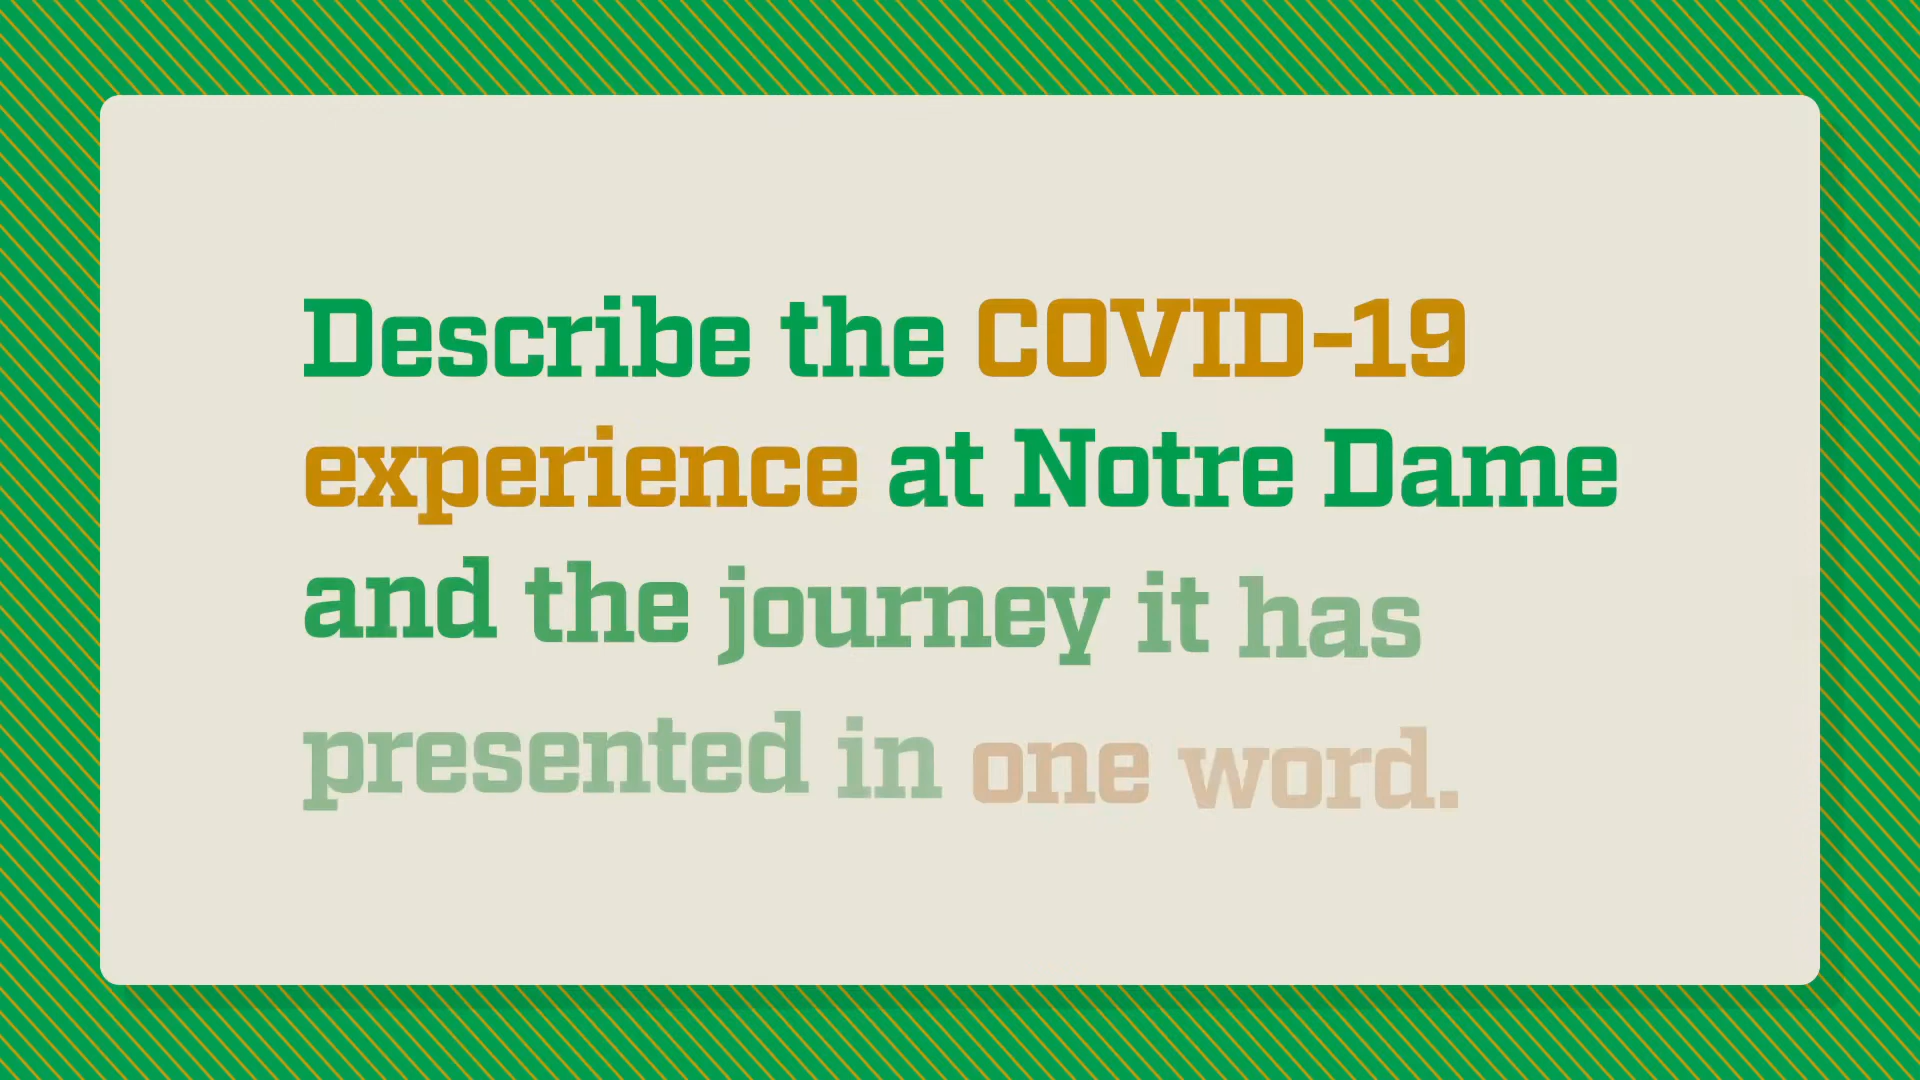 Describe the COVID-19
experience at Notre Dame
and the journey it has
presented in one word.